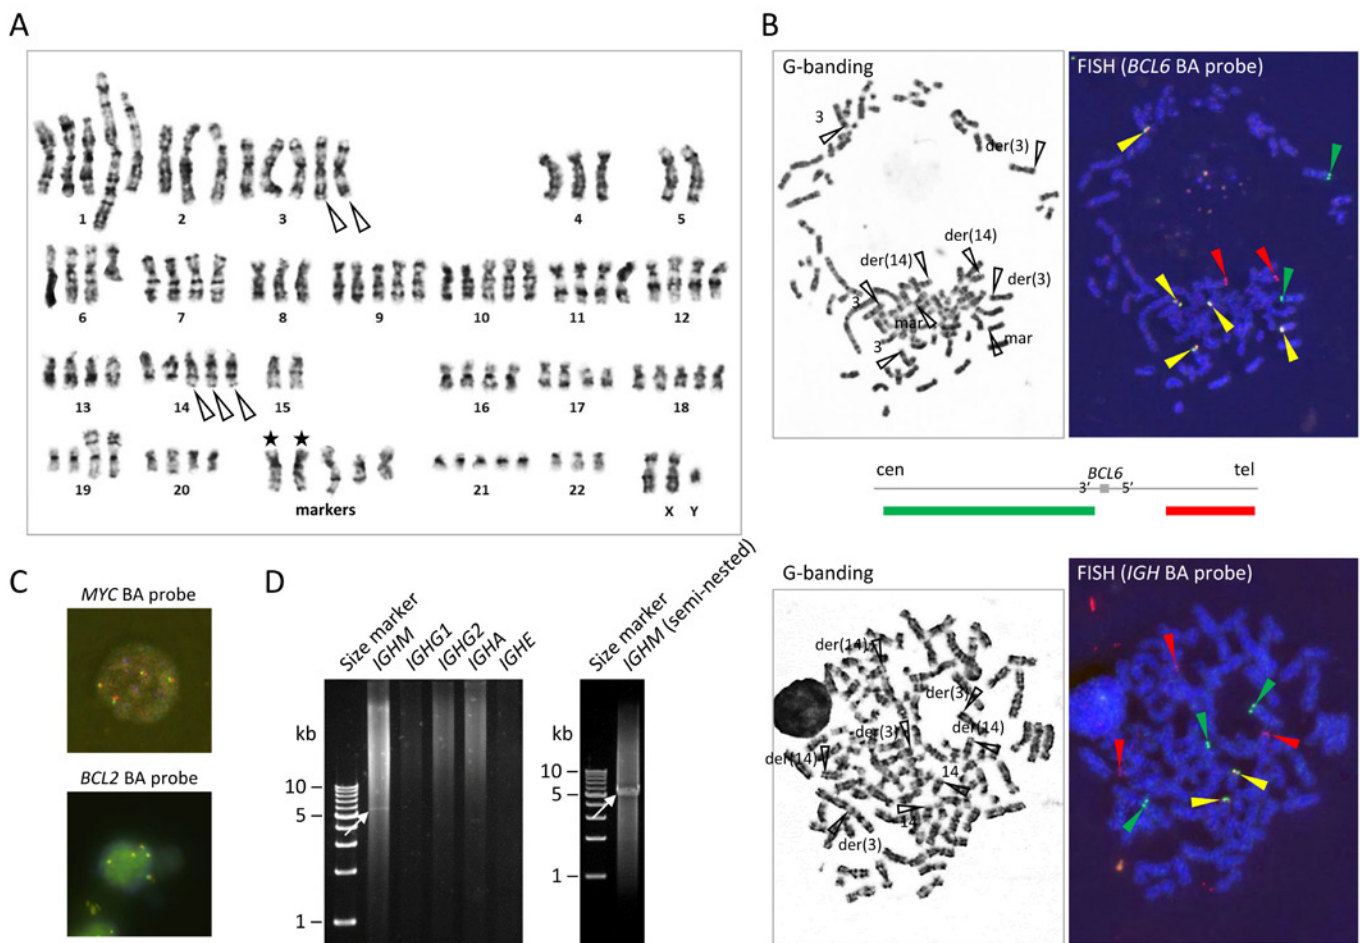 A
1 2 3 4 5
6 7 8 9 10 11 12
13 14 15 16 17 18
★ ★
19 20 markers 21 22 X Y
B
G-banding
3
der(3)
der(14)
der(14)
der(3)
3
mar
mar
3
FISH (BCL6 BA probe)
cen BCL6 tel
3' 5'
G-banding
der(14)
der(3)
der(3)
der(14)
der(14)
14
14
der(3)
FISH (IGH BA probe)
C
MYC BA probe
BCL2 BA probe
D
Size marker
IGHM
IGHG1
IGHG2
IGHA
IGHE
kb
10
5
1
Size marker
IGHM (semi-nested)
kb
10
5
1